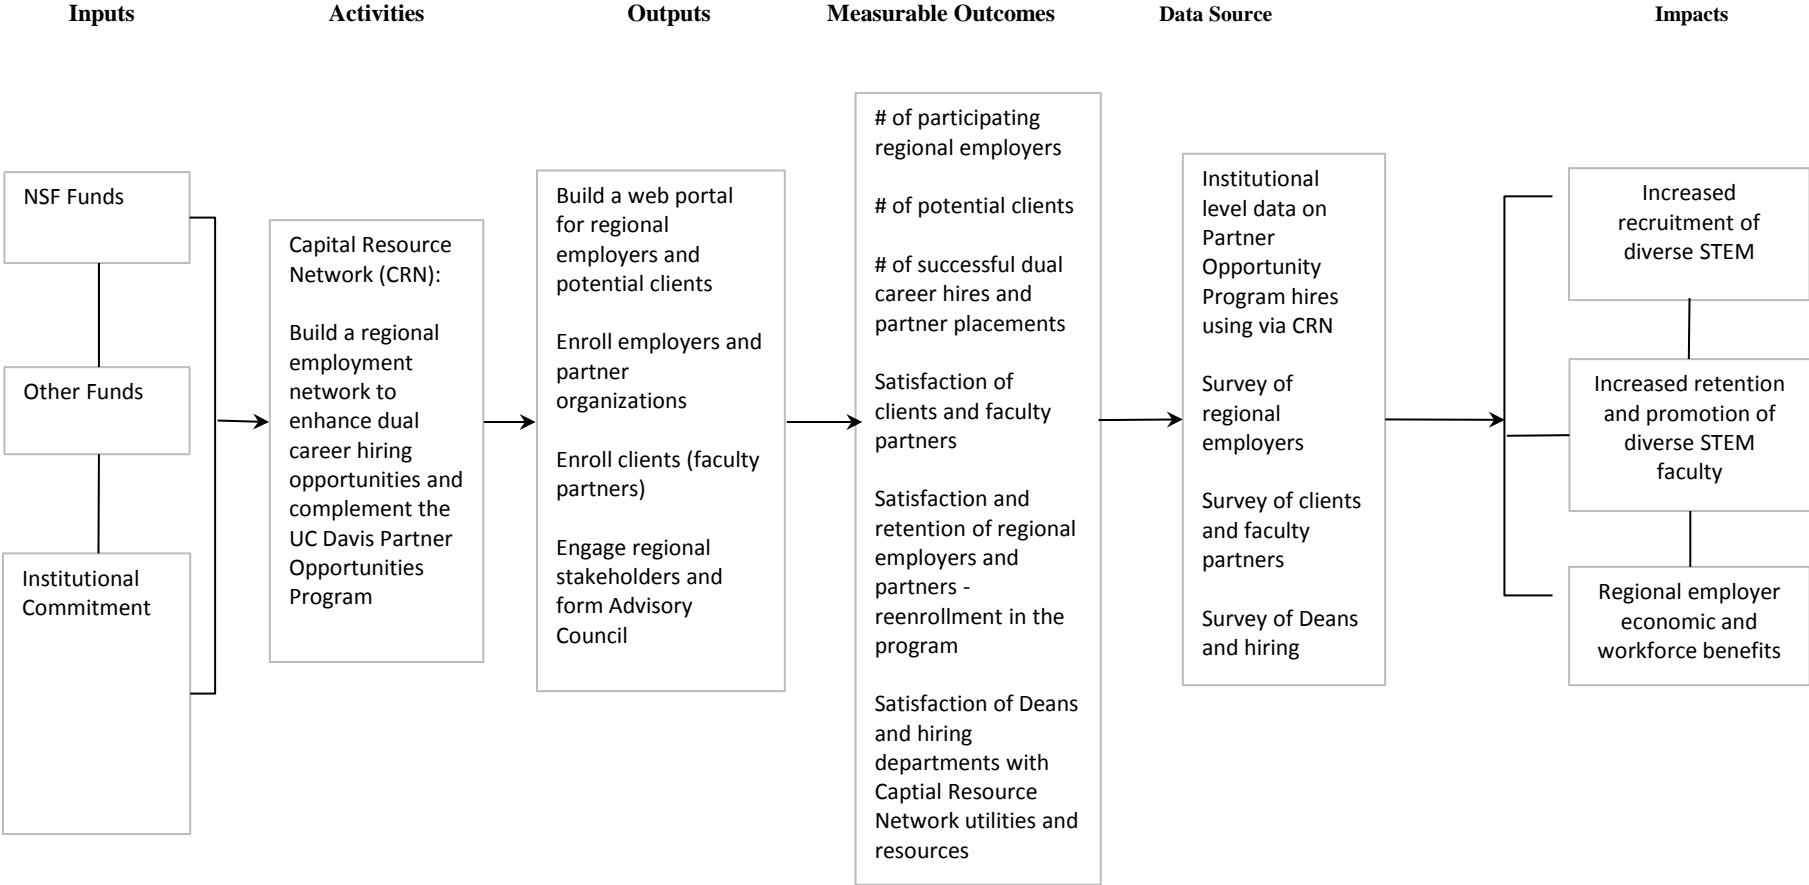 Inputs
Activities
Outputs
Measurable Outcomes
Data Source
Impacts
NSF Funds
Other Funds
Institutional
Commitment
Capital Resource
Network (CRN):
Build a regional
employment
network to
enhance dual
career hiring
opportunities and
complement the
UC Davis Partner
Opportunities
Program
Build a web portal
for regional
employers and
potential clients
Enroll employers and
partner
organizations
Enroll clients (faculty
partners)
Engage regional
stakeholders and
form Advisory
Council
# of participating
regional employers
# of potential clients
# of successful dual
career hires and
partner placements
Satisfaction of
clients and faculty
partners
Satisfaction and
retention of regional
employers and
partners -
reenrollment in the
program
Satisfaction of Deans
and hiring
departments with
Captial Resource
Network utilities and
resources
Institutional
level data on
Partner
Opportunity
Program hires
using via CRN
Survey of
regional
employers
Survey of clients
and faculty
partners
Survey of Deans
and hiring
Increased
recruitment of
diverse STEM
Increased retention
and promotion of
diverse STEM
faculty
Regional employer
economic and
workforce benefits